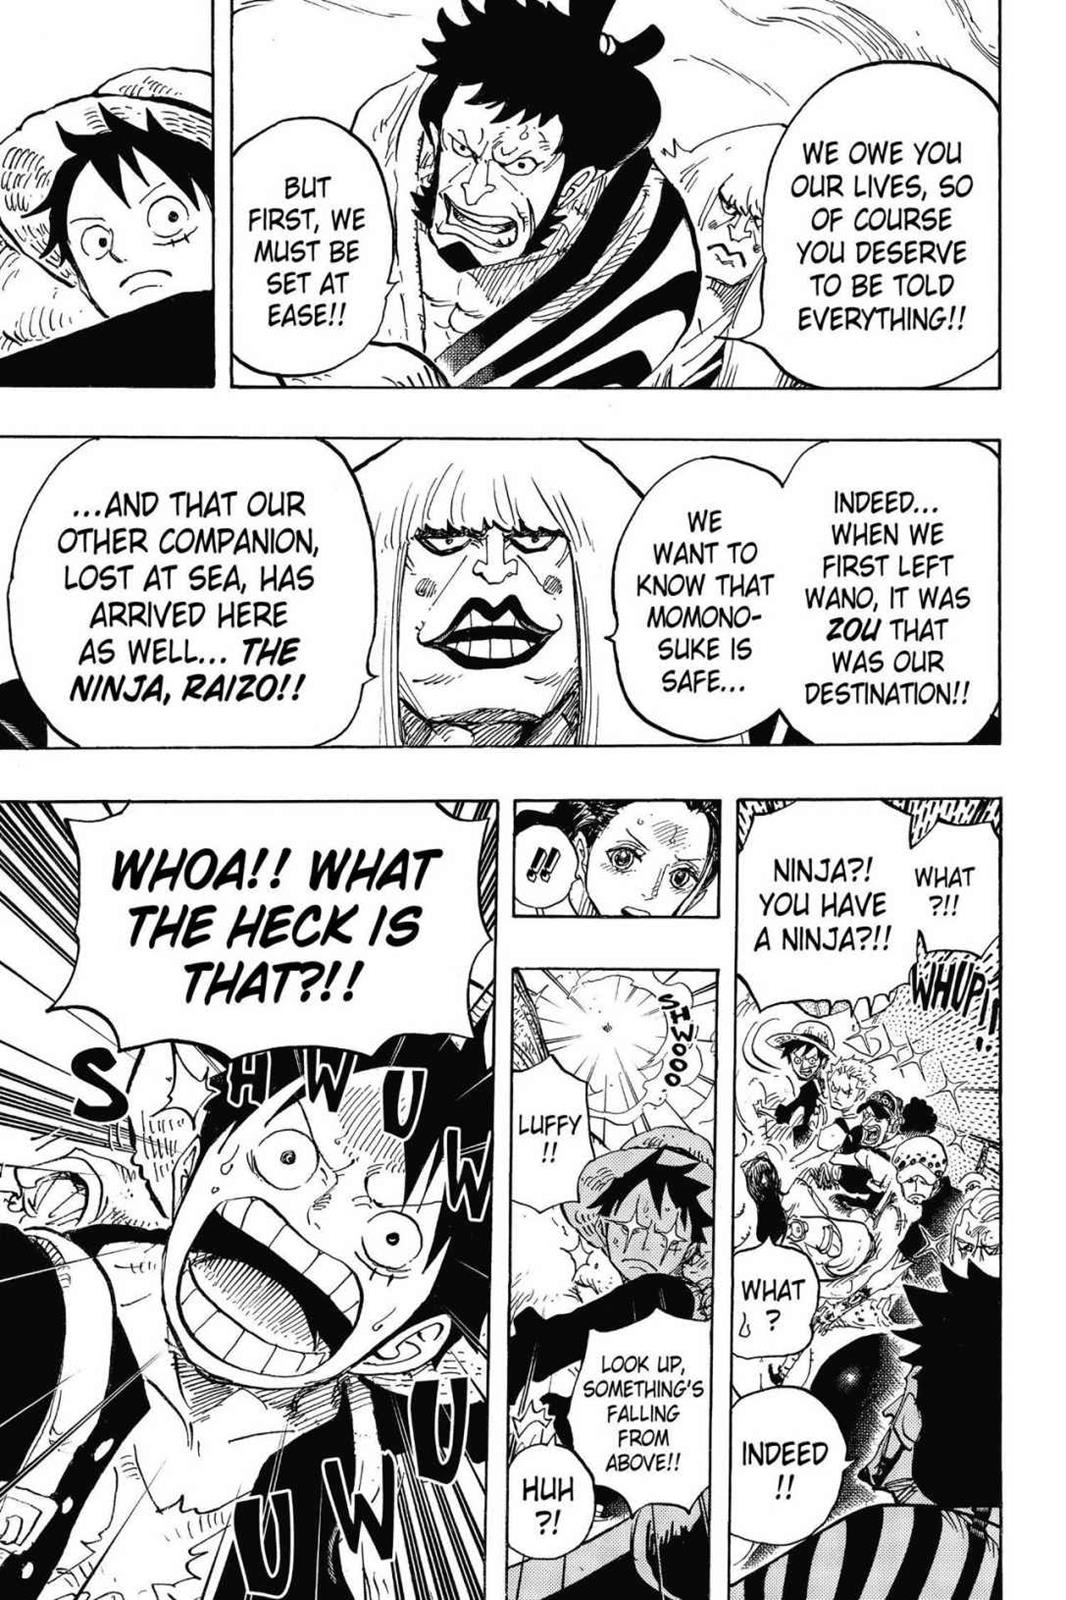 WE OWE YOU
OUR LIVES, SO
OF COURSE
YOU DESERVE
TO BE TOLD
EVERYTHING!!
BUT
FIRST, WE
MUST BE
SET AT
EASE!!
INDEED...
WHEN WE
FIRST LEFT
WANO, IT WAS
ZOU THAT
WAS OUR
DESTINATION!!
WE
WANT TO
KNOW THAT
MOMONO-
SUKE IS
SAFE...
...AND THAT OUR
OTHER COMPANION,
LOST AT SEA, HAS
ARRIVED HERE
AS WELL... THE
NINJA, RAIZO!!
WHAT
?!!
NINJA?!
YOU HAVE
A NINJA?!!
WHUP!!
WHAT
?
INDEED
!!
!!
SHWOOO
LUFFY
!!
LOOK UP,
SOMETHING'S
FALLING
FROM
ABOVE!!
HUH
?!
WHOA!! WHAT
THE HECK IS
THAT?!!
SHWUWUWUWU